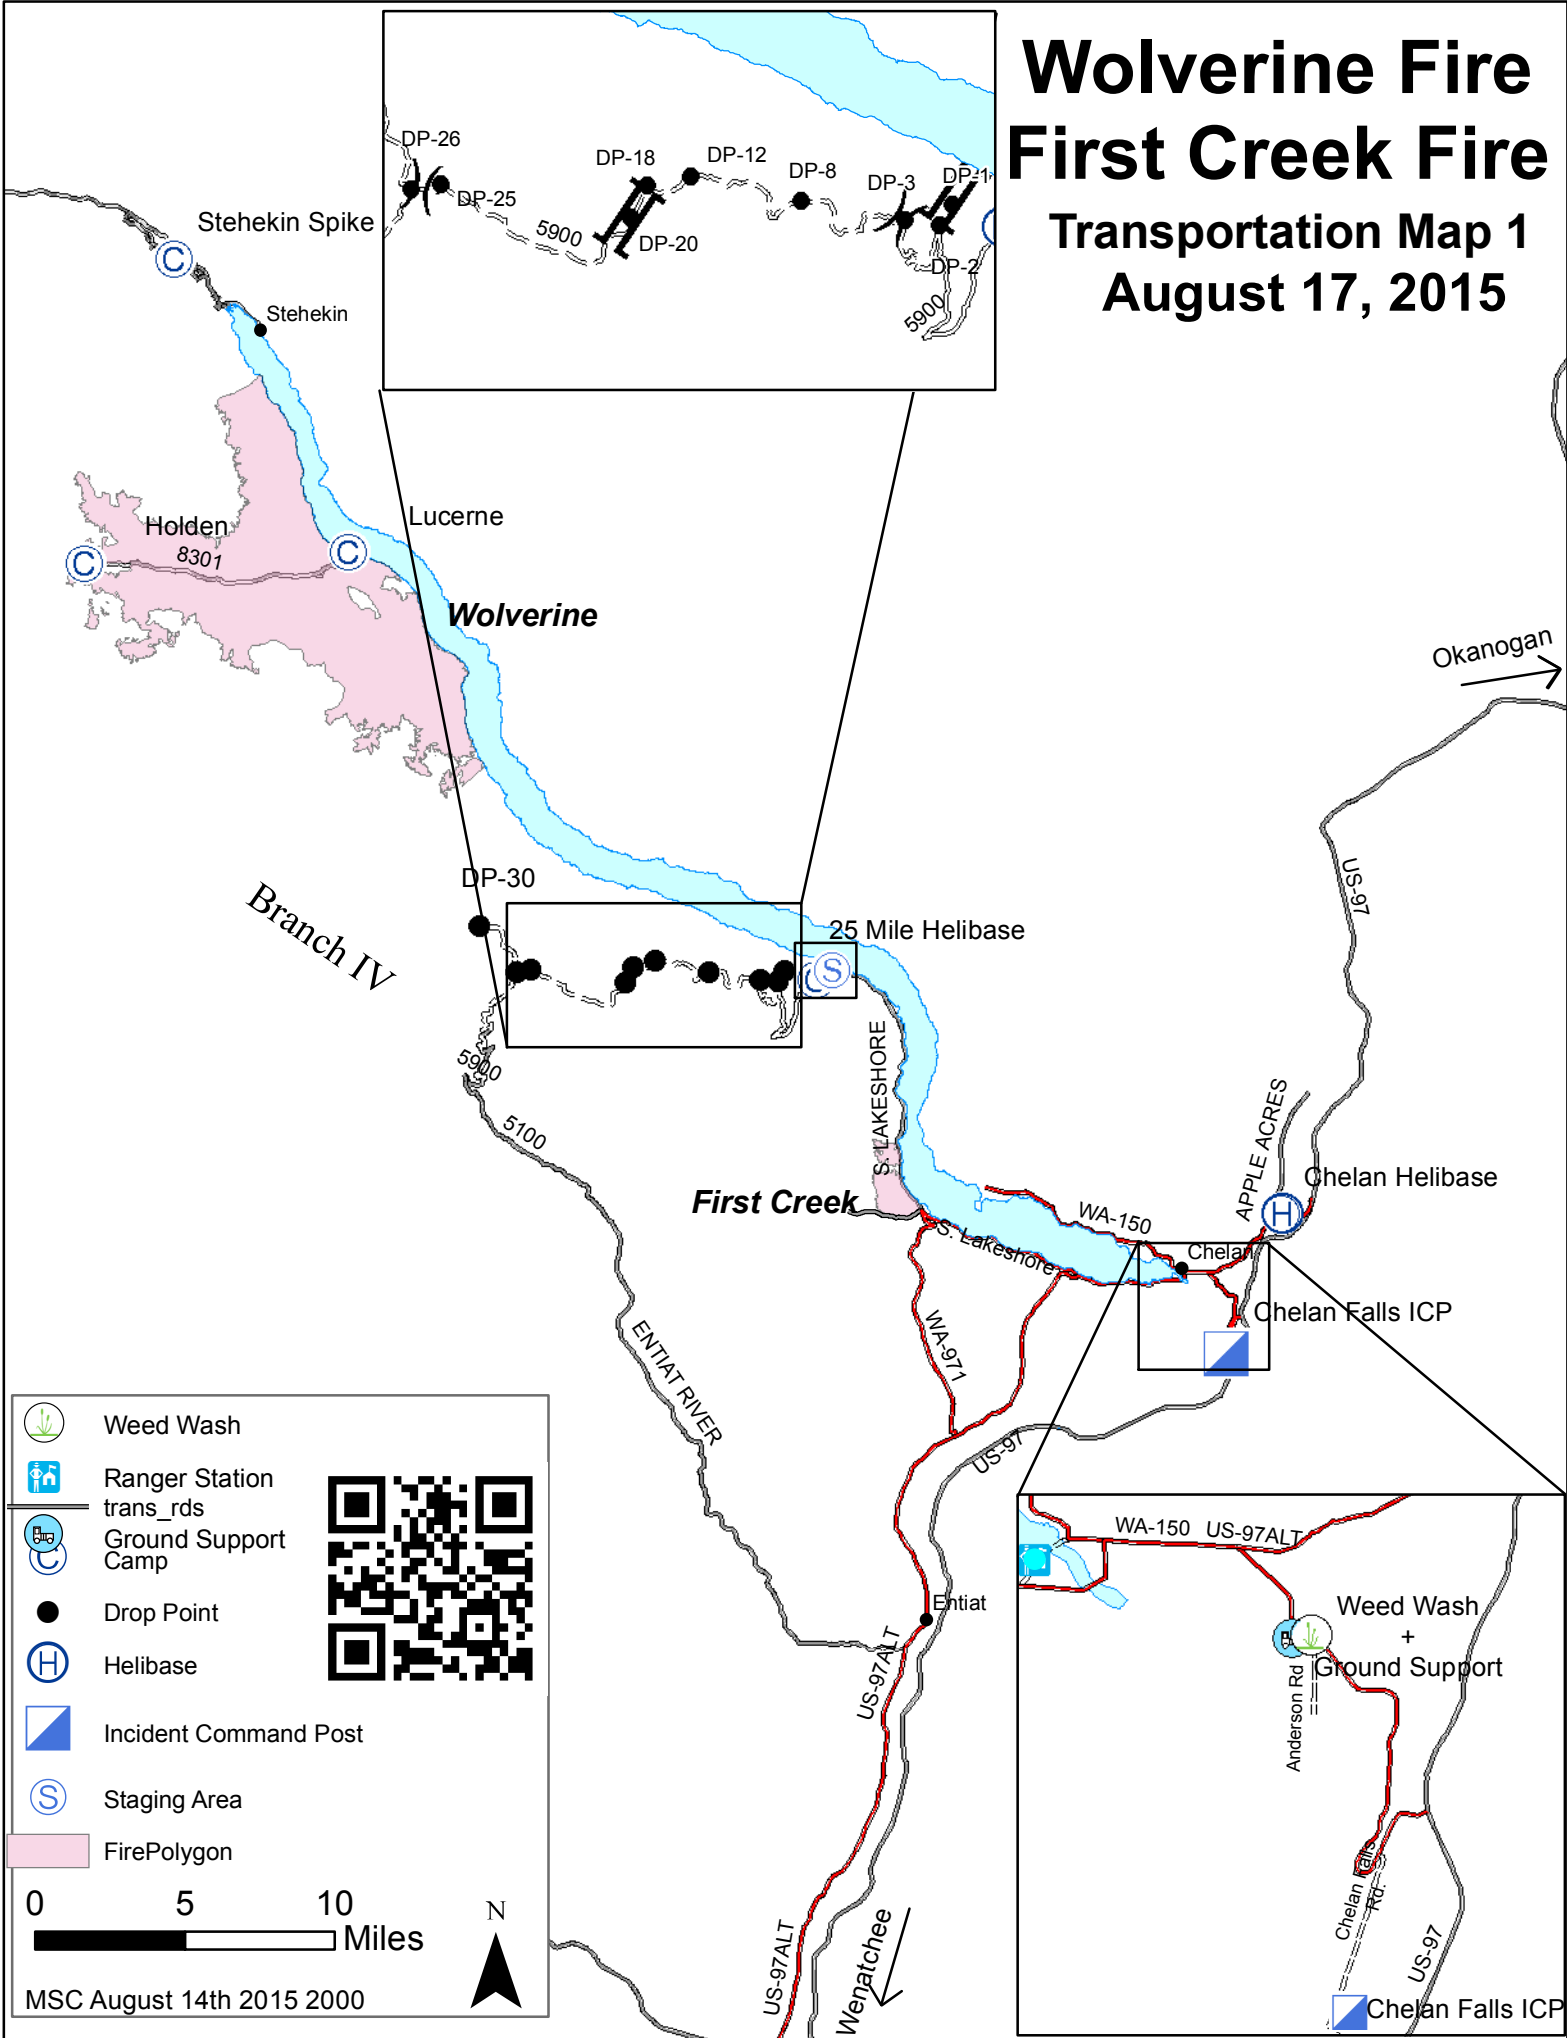 Wolverine Fire
First Creek Fire
Transportation Map 1
August 17, 2015
DP-26
DP-25
5900
DP-18
DP-20
DP-12
DP-8
DP-3
DP-1
DP-2
5900
Stehekin Spike
C
Stehekin
Holden
8301
C
C
Lucerne
Wolverine
Okanogan
US-97
DP-30
Branch IV
25 Mile Helibase
C
S
5900
5100
S. LAKESHORE
First Creek
S. Lakeshore
WA-150
APPLE ACRES
Chelan Helibase
H
Chelan
Chelan Falls ICP
WA-971
ENTIAT RIVER
US-97
Entiat
US-97ALT
US-97ALT
Wenatchee
WA-150
US-97ALT
Weed Wash
+
Ground Support
Anderson Rd
Chelan Falls
Rd.
US-97
Chelan Falls ICP
Weed Wash
Ranger Station
trans_rds
Ground Support
C
Camp
Drop Point
H
Helibase
Incident Command Post
S
Staging Area
FirePolygon
0 5 10
Miles
N
MSC August 14th 2015 2000